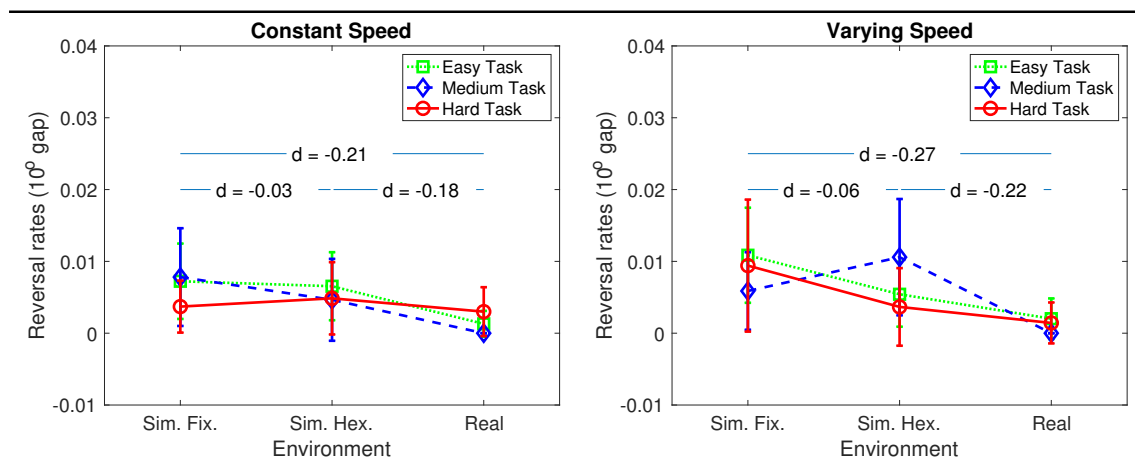 Constant Speed
0.04
0.03
0.02
0.01
0
-0.01
Reversal rates (10⁰ gap)
Easy Task
Medium Task
Hard Task
d = -0.21
d = -0.03
d = -0.18
Sim. Fix.
Sim. Hex.
Real
Environment
Varying Speed
0.04
0.03
0.02
0.01
0
-0.01
Reversal rates (10⁰ gap)
Easy Task
Medium Task
Hard Task
d = -0.27
d = -0.06
d = -0.22
Sim. Fix.
Sim. Hex.
Real
Environment